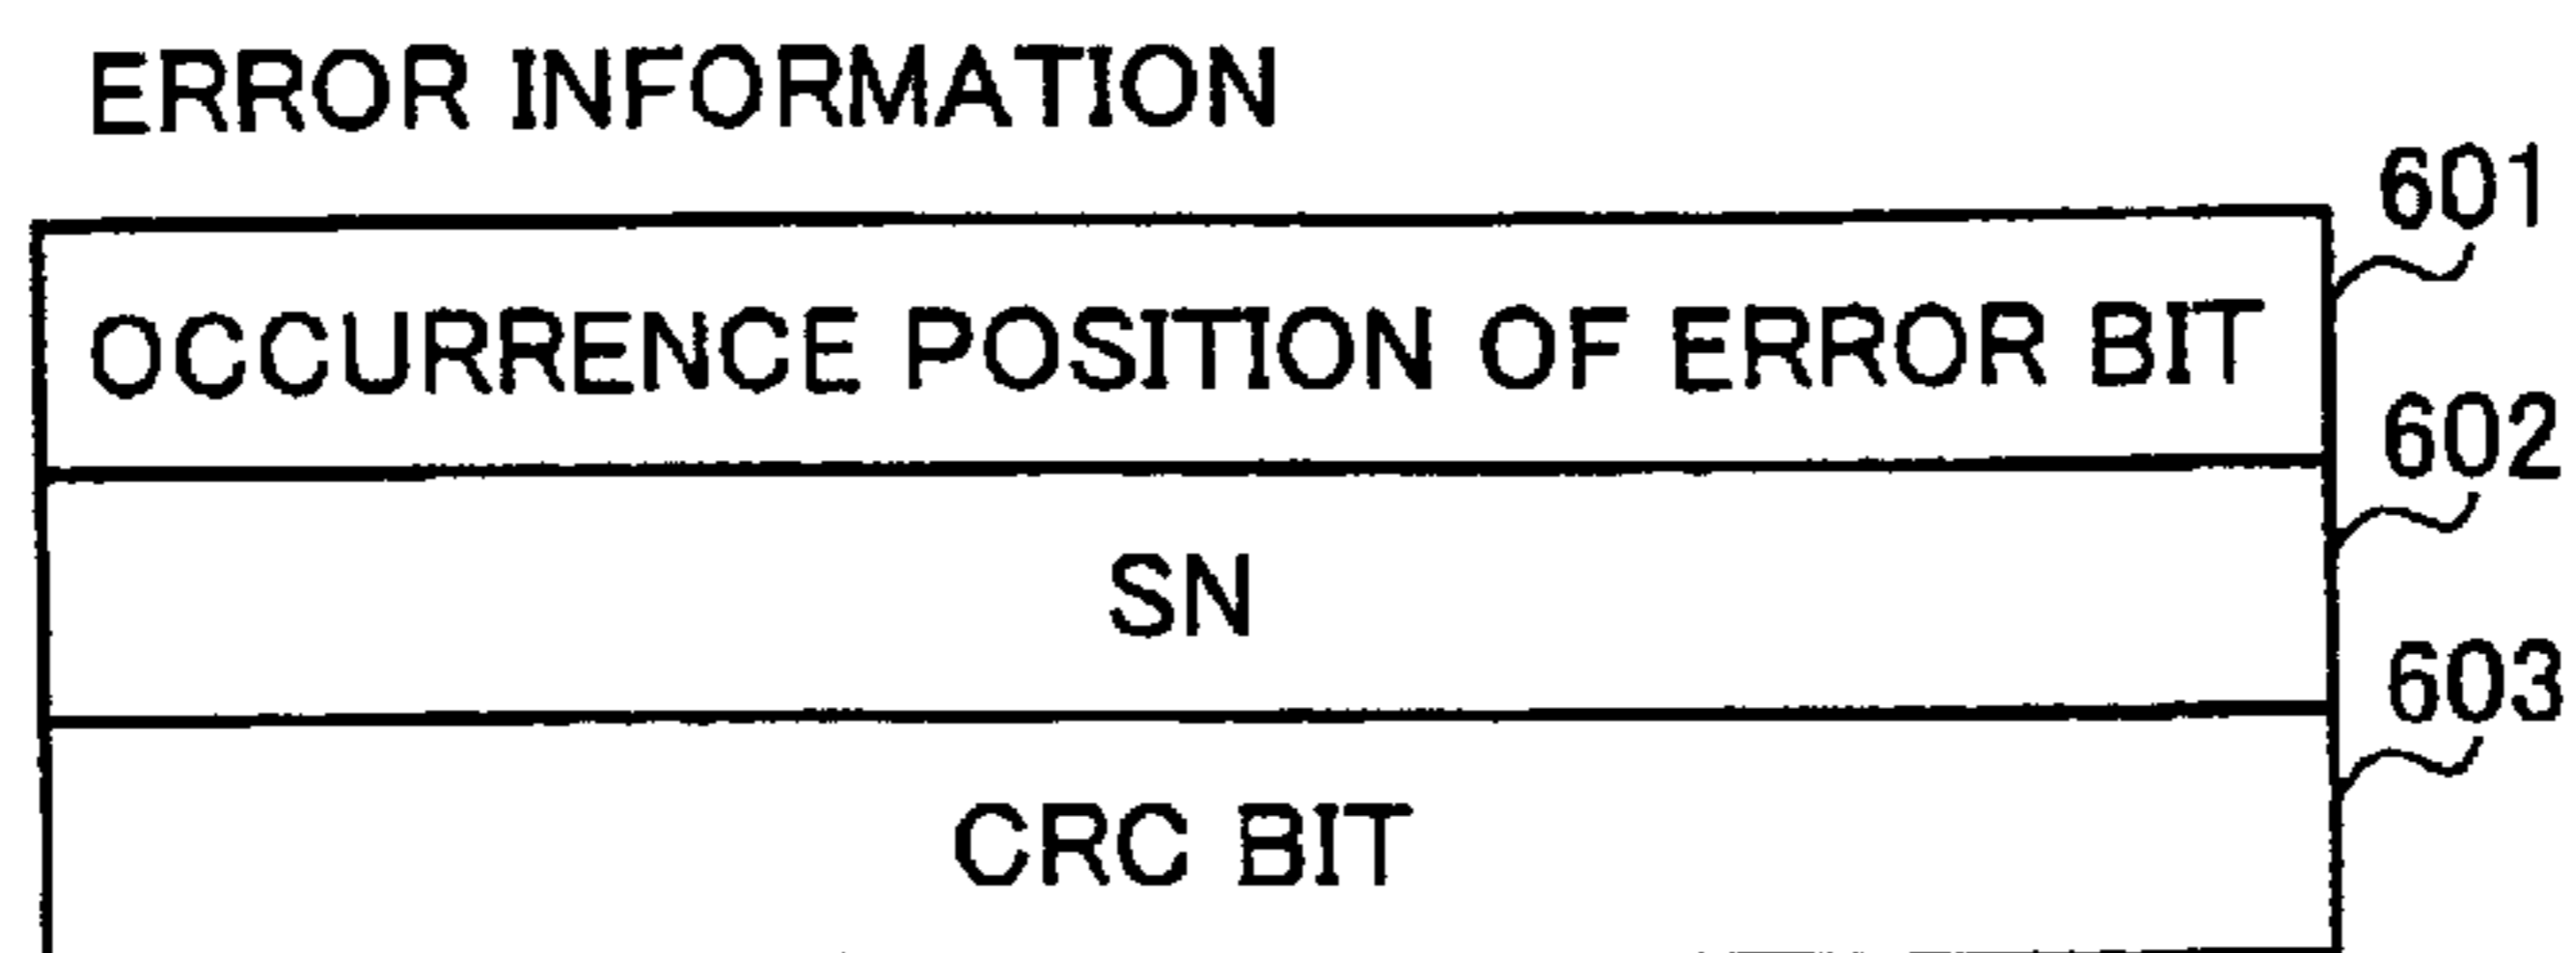 ERROR INFORMATION
601
OCCURRENCE POSITION OF ERROR BIT
602
SN
603
CRC BIT